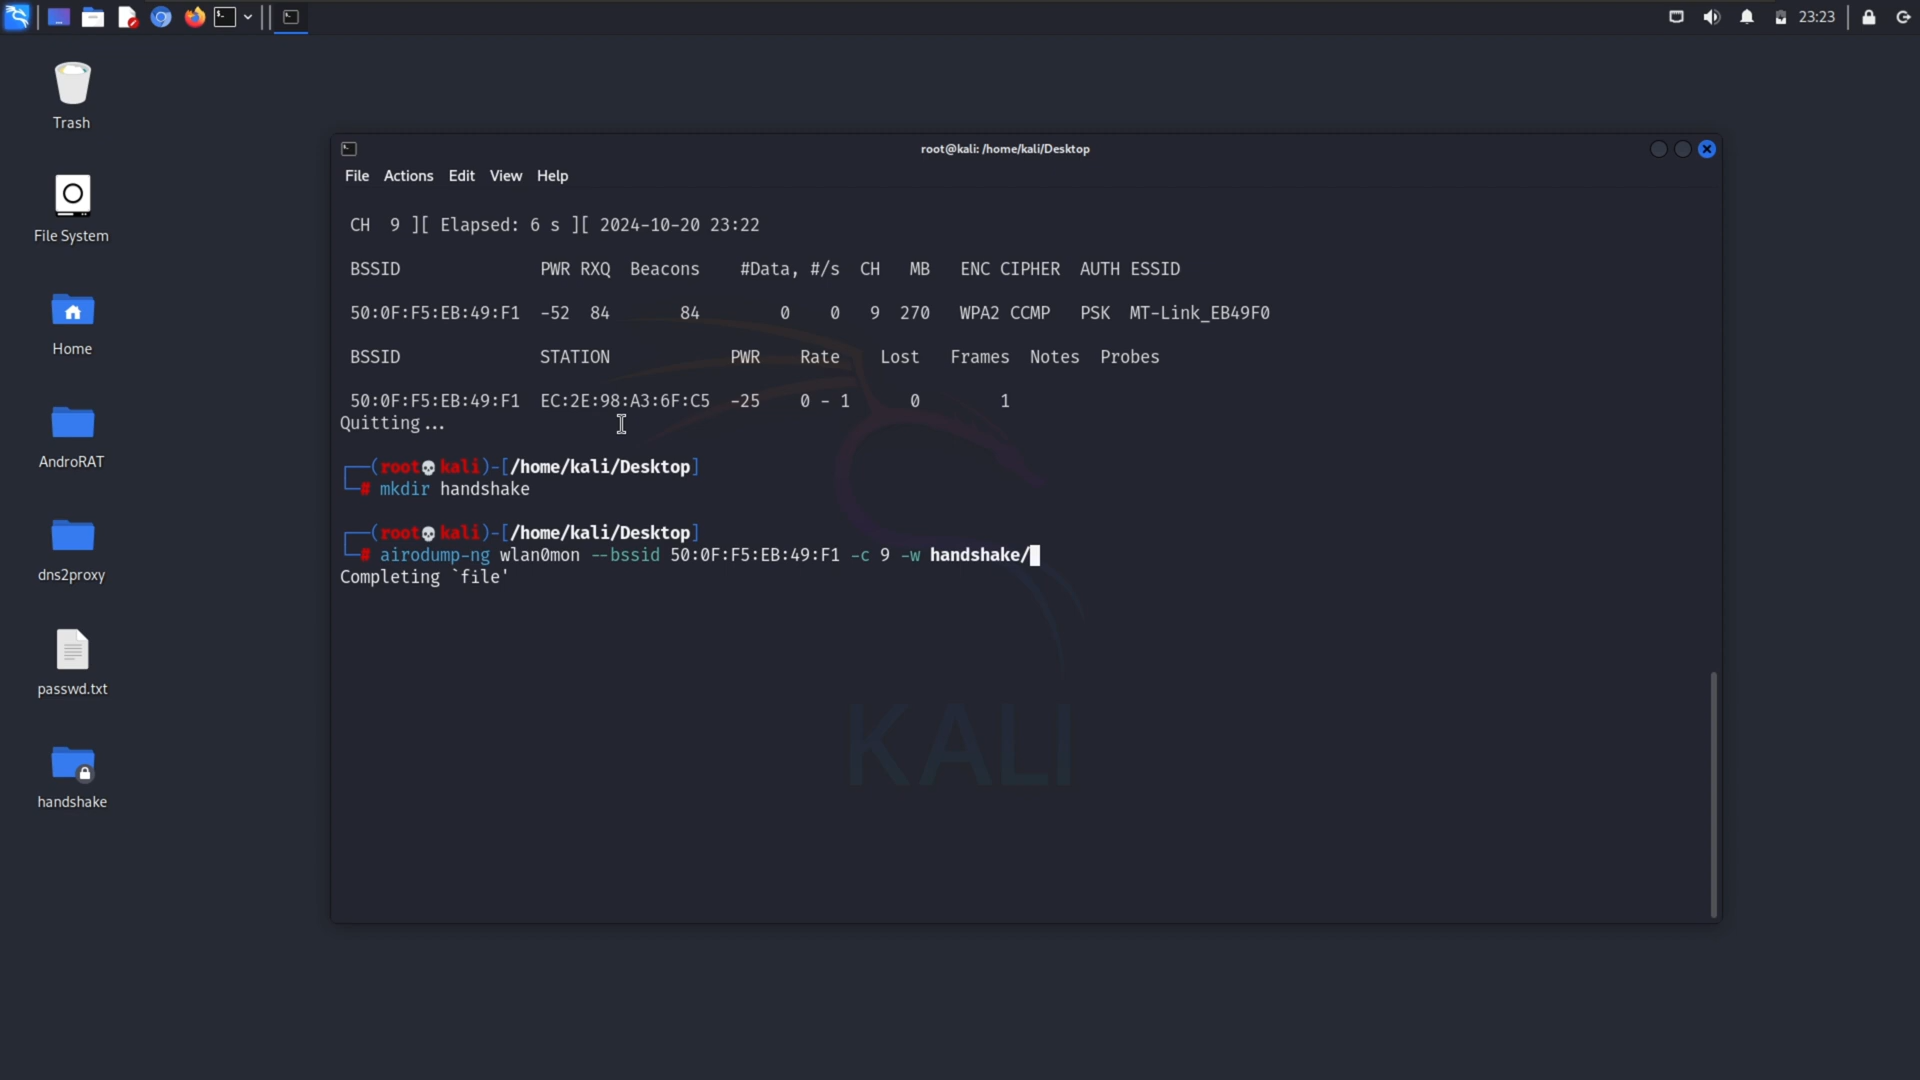 23:23
Trash
File System
Home
AndroRAT
dns2proxy
passwd.txt
handshake
root@kali: /home/kali/Desktop
File Actions Edit View Help
CH 9 ][ Elapsed: 6 s ][ 2024-10-20 23:22
BSSID PWR RXQ Beacons #Data, #/s CH MB ENC CIPHER AUTH ESSID
50:0F:F5:EB:49:F1 -52 84 84 0 0 9 270 WPA2 CCMP PSK MT-Link_EB49F0
BSSID STATION PWR Rate Lost Frames Notes Probes
50:0F:F5:EB:49:F1 EC:2E:98:A3:6F:C5 -25 0 - 1 0 1
Quitting...
┌──(root💀kali)-[/home/kali/Desktop]
└─# mkdir handshake
┌──(root💀kali)-[/home/kali/Desktop]
└─# airodump-ng wlan0mon --bssid 50:0F:F5:EB:49:F1 -c 9 -w handshake/
Completing `file'
KALI